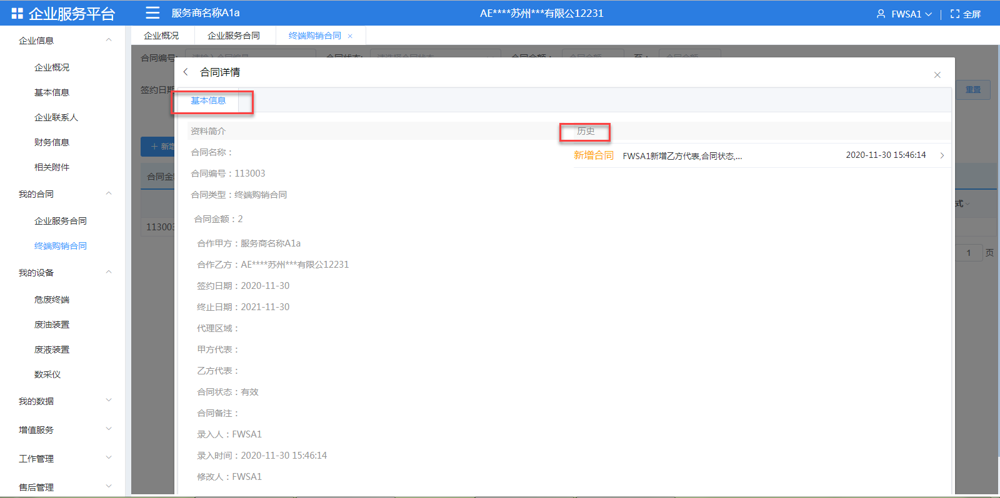 企业服务平台
服务商名称A1a
AE****苏州***有限公12231
FWSA1
全屏
企业概况
企业服务合同
终端购销合同
企业信息
企业概况
基本信息
企业联系人
财务信息
相关附件
我的合同
企业服务合同
终端购销合同
我的设备
危废终端
废油装置
废液装置
数采仪
我的数据
增值服务
工作管理
售后管理
合同编号:
签约日期
重置
新增
合同金
113003
式
1 页
合同详情
基本信息
资料简介
合同名称：
合同编号：113003
合同类型：终端购销合同
合同金额：2
合作甲方：服务商名称A1a
合作乙方：AE****苏州***有限公12231
签约日期：2020-11-30
终止日期：2021-11-30
代理区域：
甲方代表：
乙方代表：
合同状态：有效
合同备注：
录入人：FWSA1
录入时间：2020-11-30 15:46:14
修改人：FWSA1
历史
新增合同 FWSA1新增乙方代表,合同状态,... 2020-11-30 15:46:14